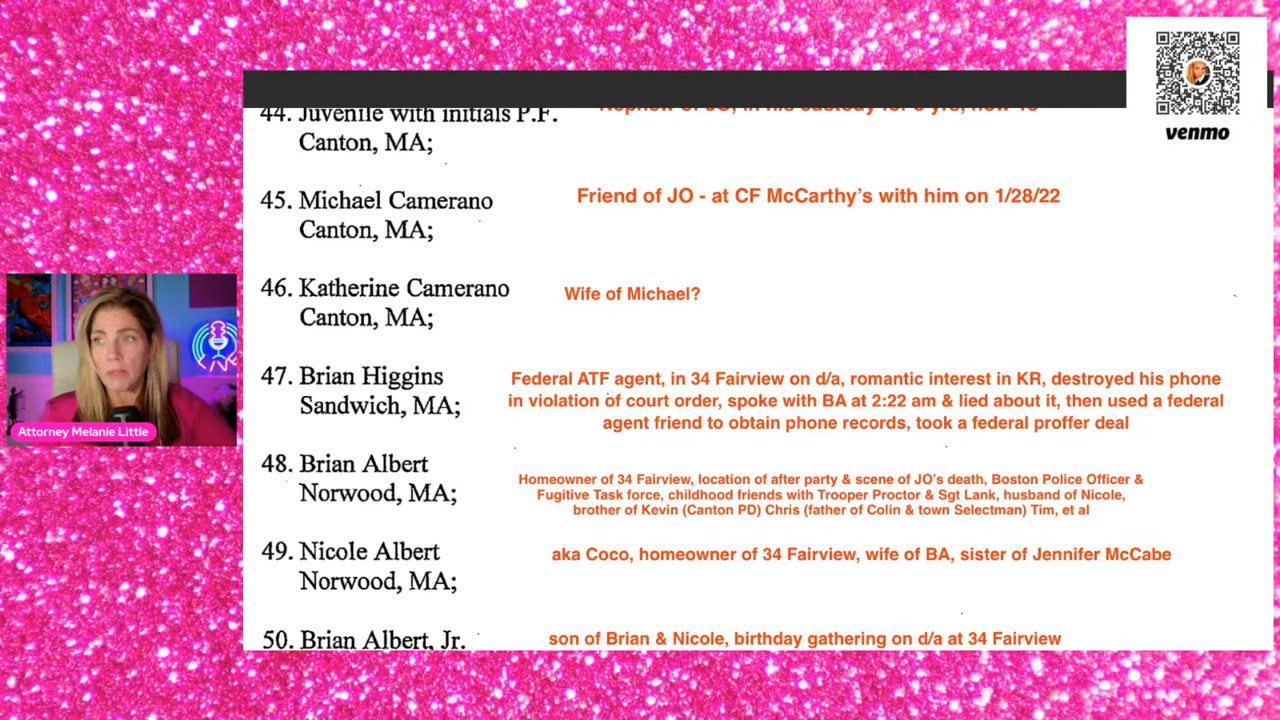 venmo
44. Juvenile with initials P.F.
Canton, MA;
45. Michael Camerano
Friend of JO - at CF McCarthy's with him on 1/28/22
Canton, MA;
46. Katherine Camerano
Wife of Michael?
Canton, MA;
47. Brian Higgins
Sandwich, MA;
Federal ATF agent, in 34 Fairview on d/a, romantic interest in KR, destroyed his phone
in violation of court order, spoke with BA at 2:22 am & lied about it, then used a federal
agent friend to obtain phone records, took a federal proffer deal
48. Brian Albert
Norwood, MA;
Homeowner of 34 Fairview, location of after party & scene of JO's death, Boston Police Officer &
Fugitive Task force, childhood friends with Trooper Proctor & Sgt Lank, husband of Nicole,
brother of Kevin (Canton PD) Chris (father of Colin & town Selectman) Tim, et al
49. Nicole Albert
Norwood, MA;
aka Coco, homeowner of 34 Fairview, wife of BA, sister of Jennifer McCabe
50. Brian Albert, Jr.
son of Brian & Nicole, birthday gathering on d/a at 34 Fairview
Attorney Melanie Little